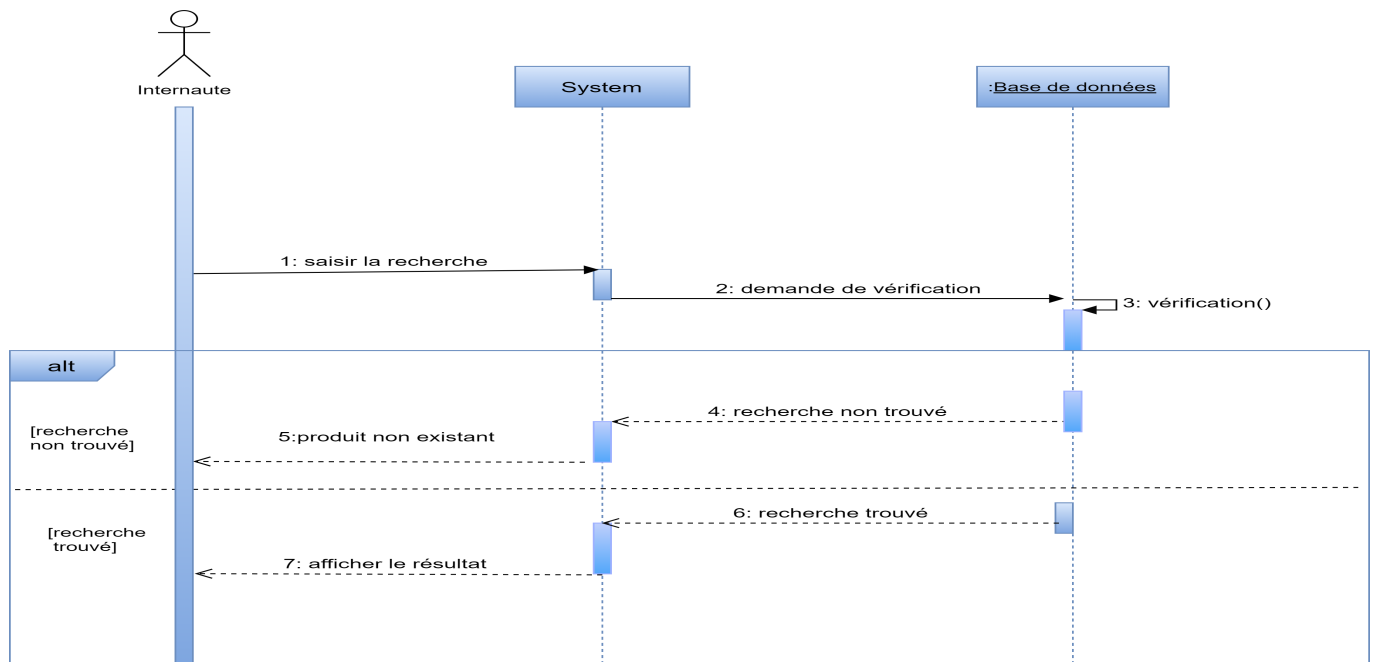 Internaute
System
:Base de données
1: saisir la recherche
2: demande de vérification
3: vérification()
alt
[recherche
non trouvé]
4: recherche non trouvé
5:produit non existant
[recherche
trouvé]
6: recherche trouvé
7: afficher le résultat